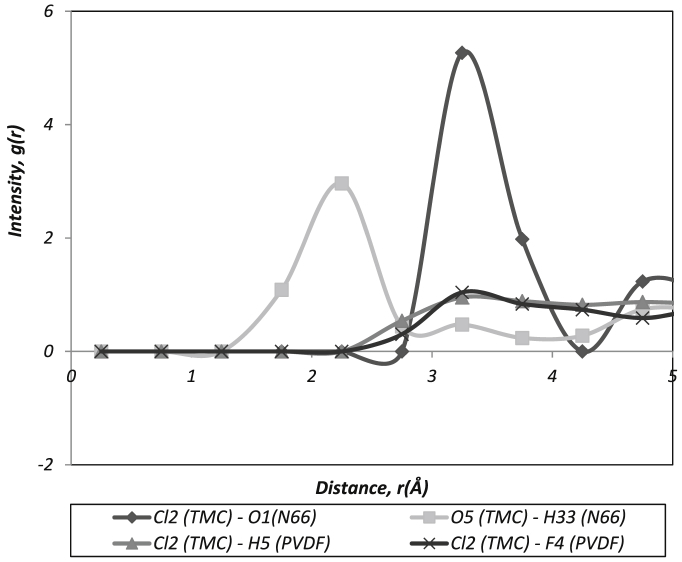 6
4
2
0
-2
Intensity, g(r)
0 1 2 3 4 5
Distance, r(Å)
Cl2 (TMC) - O1(N66) O5 (TMC) - H33 (N66)
Cl2 (TMC) - H5 (PVDF) Cl2 (TMC) - F4 (PVDF)